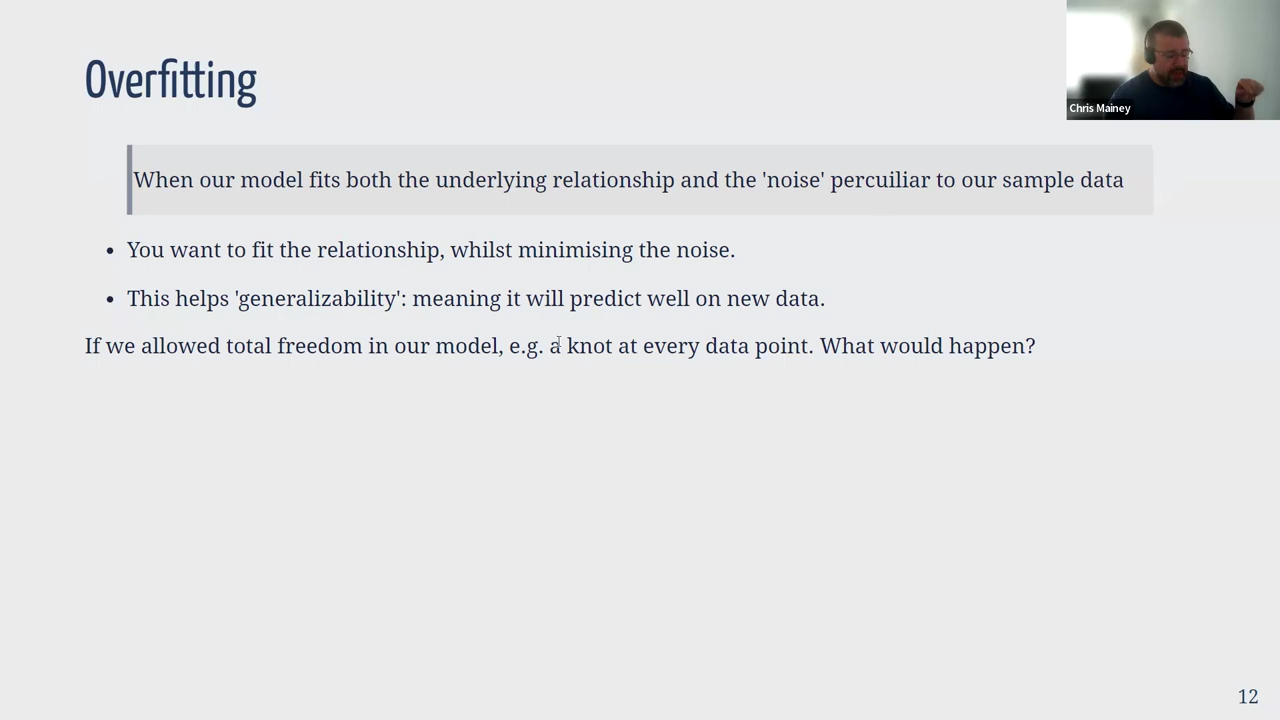 Overfitting
Chris Mainey
When our model fits both the underlying relationship and the 'noise' percuiliar to our sample data
• You want to fit the relationship, whilst minimising the noise.
• This helps 'generalizability': meaning it will predict well on new data.
If we allowed total freedom in our model, e.g. a knot at every data point. What would happen?
12